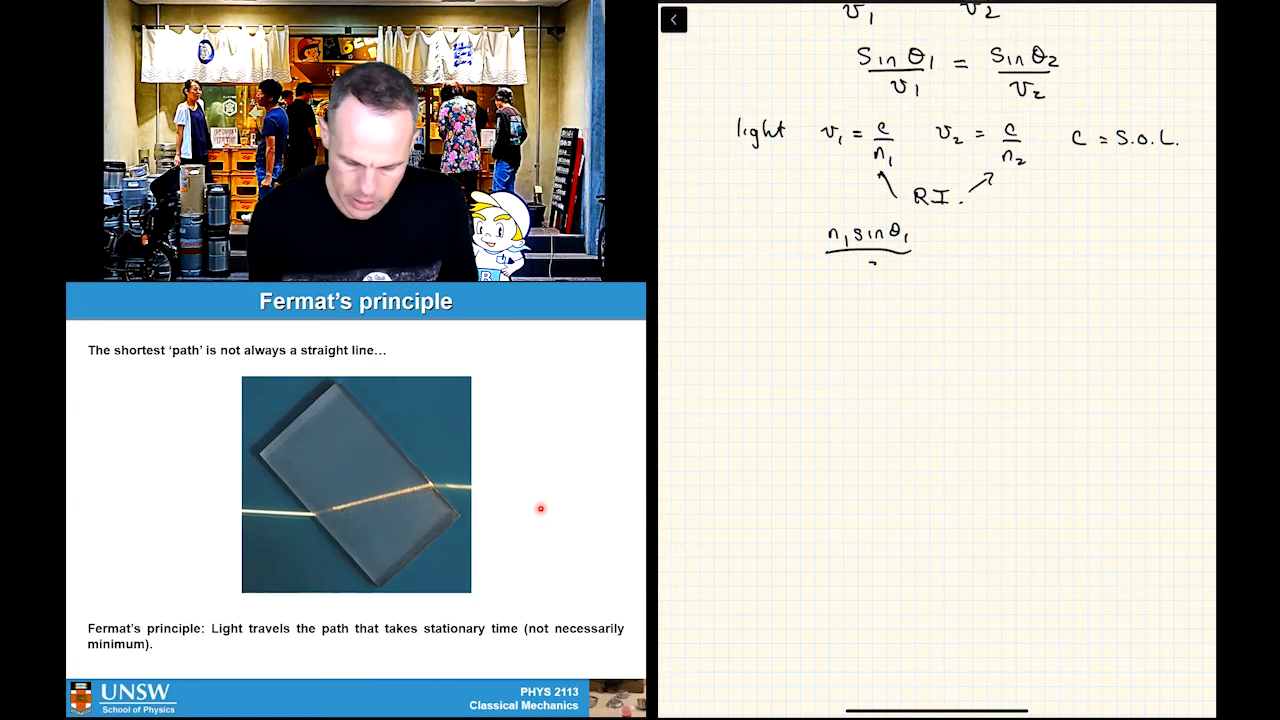 Fermat's principle
The shortest 'path' is not always a straight line…
Fermat's principle: Light travels the path that takes stationary time (not necessarily
minimum).
UNSW
School of Physics
PHYS 2113
Classical Mechanics
v₁ v₂
Sin θ₁ / v₁ = Sin θ₂ / v₂
light v₁ = c/n₁ v₂ = c/n₂ C = S.O.L.
RI.
n₁ sin θ₁